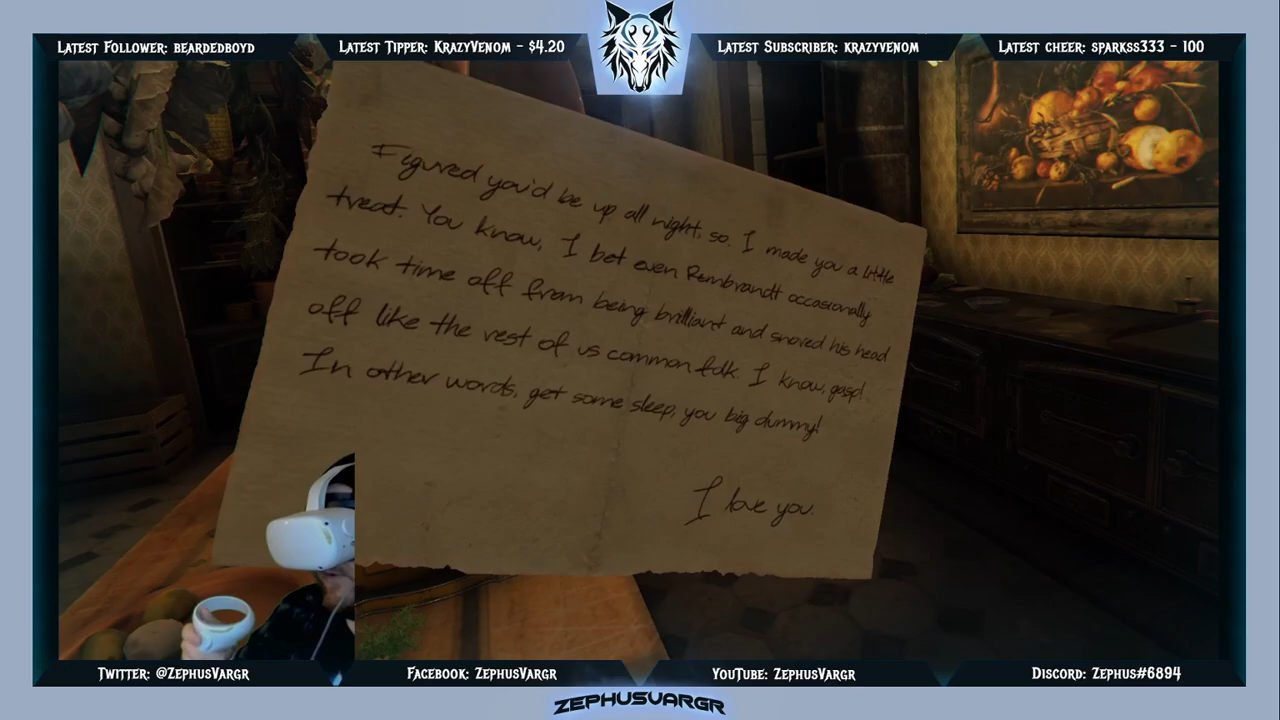 Latest Follower: beardedboyd
Latest Tipper: KrazyVenom - $4.20
Latest Subscriber: krazyvenom
Latest cheer: sparkss333 - 100
Figured you'd be up all night, so I made you a little
treat. You know, I bet even Rembrandt occasionally
took time off from being brilliant and snored his head
off like the rest of us common folk. I know, gasp!
In other words, get some sleep, you big dummy!
I love you.
Twitter: @ZephusVargr
Facebook: ZephusVargr
YouTube: ZephusVargr
Discord: Zephus#6894
ZEPHUSVARGR